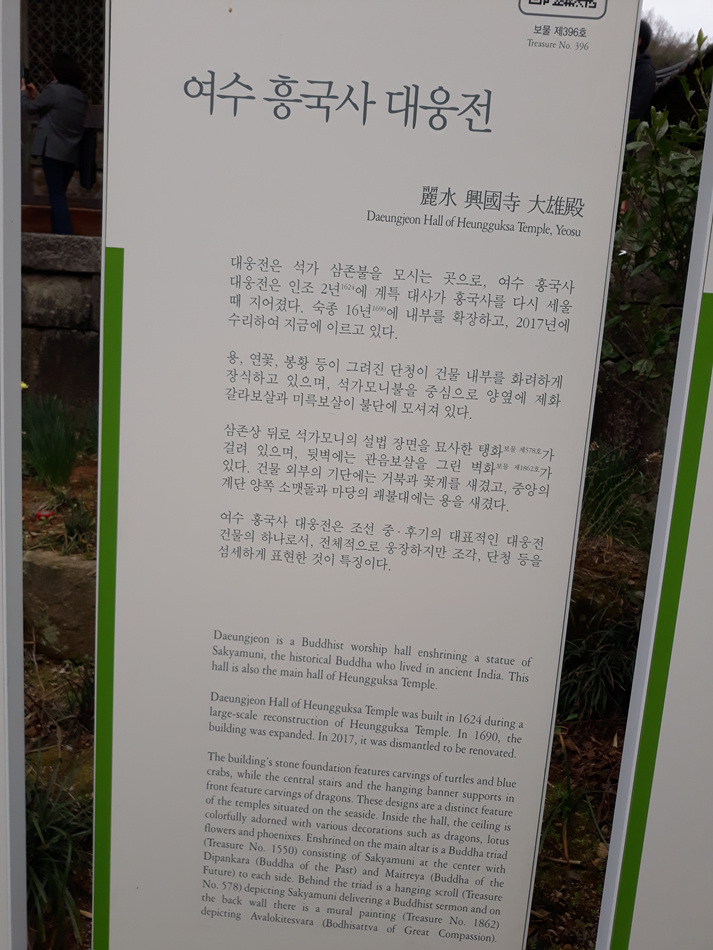 보물 제396호
Treasure No. 396
여수 흥국사 대웅전
麗水 興國寺 大雄殿
Daeungjeon Hall of Heungguksa Temple, Yeosu
대웅전은 석가 삼존불을 모시는 곳으로, 여수 흥국사
대웅전은 인조 2년1624에 계특 대사가 흥국사를 다시 세울
때 지어졌다. 숙종 16년1690에 내부를 확장하고, 2017년에
수리하여 지금에 이르고 있다.
용, 연꽃, 봉황 등이 그려진 단청이 건물 내부를 화려하게
장식하고 있으며, 석가모니불을 중심으로 양옆에 제화
갈라보살과 미륵보살이 불단에 모셔져 있다.
삼존상 뒤로 석가모니의 설법 장면을 묘사한 탱화보물 제578호가
걸려 있으며, 뒷벽에는 관음보살을 그린 벽화보물 제1862호가
있다. 건물 외부의 기단에는 거북과 꽃게를 새겼고, 중앙의
계단 양쪽 소맷돌과 마당의 괘불대에는 용을 새겼다.
여수 흥국사 대웅전은 조선 중·후기의 대표적인 대웅전
건물의 하나로서, 전체적으로 웅장하지만 조각, 단청 등을
섬세하게 표현한 것이 특징이다.
Daeungjeon is a Buddhist worship hall enshrining a statue of
Sakyamuni, the historical Buddha who lived in ancient India. This
hall is also the main hall of Heungguksa Temple.
Daeungjeon Hall of Heungguksa Temple was built in 1624 during a
large-scale reconstruction of Heungguksa Temple. In 1690, the
building was expanded. In 2017, it was dismantled to be renovated.
The building's stone foundation features carvings of turtles and blue
crabs, while the central stairs and the hanging banner supports in
front feature carvings of dragons. These designs are a distinct feature
of the temples situated on the seaside. Inside the hall, the ceiling is
colorfully adorned with various decorations such as dragons, lotus
flowers and phoenixes. Enshrined on the main altar is a Buddha triad
(Treasure No. 1550) consisting of Sakyamuni at the center with
Dipankara (Buddha of the Past) and Maitreya (Buddha of the
Future) to each side. Behind the triad is a hanging scroll (Treasure
No. 578) depicting Sakyamuni delivering a Buddhist sermon and on
the back wall there is a mural painting (Treasure No. 1862)
depicting Avalokitesvara (Bodhisattva of Great Compassion).